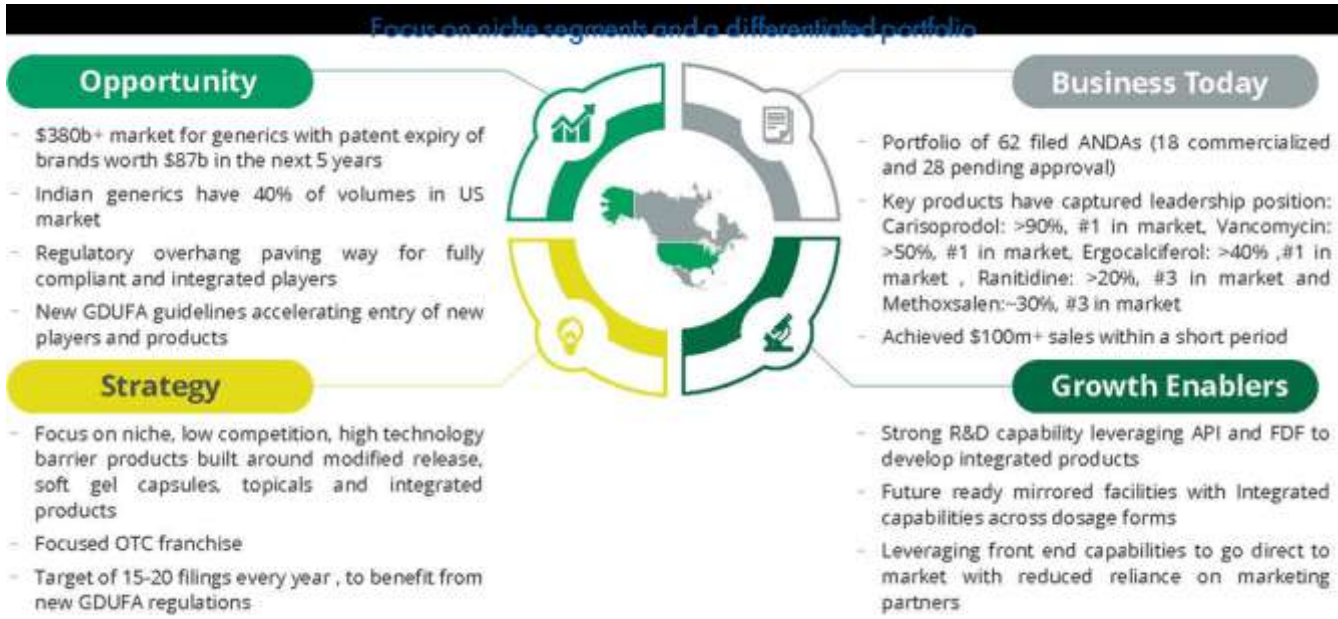 Focus on niche segments and a differentiated portfolio
Opportunity
- $380b+ market for generics with patent expiry of
brands worth $87b in the next 5 years
- Indian generics have 40% of volumes in US
market
- Regulatory overhang paving way for fully
compliant and integrated players
- New GDUFA guidelines accelerating entry of new
players and products
Business Today
- Portfolio of 62 filed ANDAs (18 commercialized
and 28 pending approval)
- Key products have captured leadership position:
Carisoprodol: >90%, #1 in market, Vancomycin:
>50%, #1 in market, Ergocalciferol: >40% ,#1 in
market , Ranitidine: >20%, #3 in market and
Methoxsalen:~30%, #3 in market
- Achieved $100m+ sales within a short period
Strategy
- Focus on niche, low competition, high technology
barrier products built around modified release,
soft gel capsules, topicals and integrated
products
- Focused OTC franchise
- Target of 15-20 filings every year , to benefit from
new GDUFA regulations
Growth Enablers
- Strong R&D capability leveraging API and FDF to
develop integrated products
- Future ready mirrored facilities with Integrated
capabilities across dosage forms
- Leveraging front end capabilities to go direct to
market with reduced reliance on marketing
partners